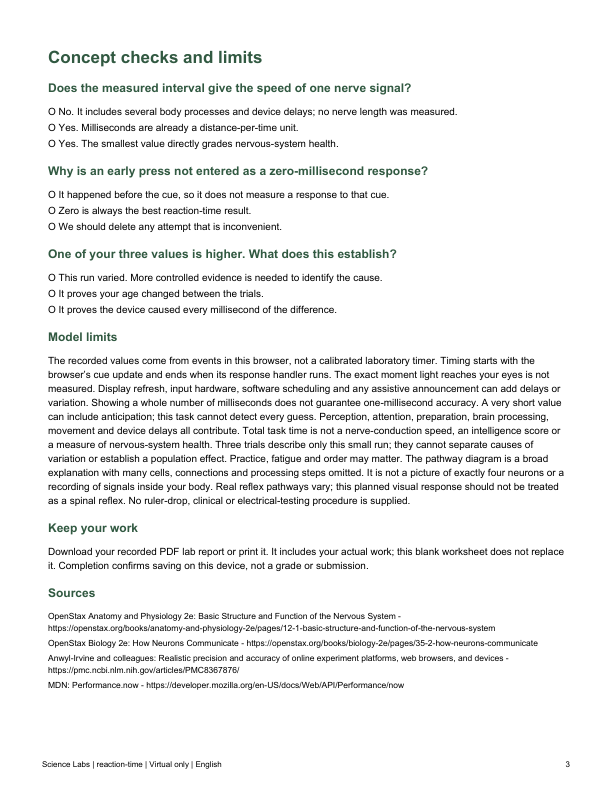 Concept checks and limits
Does the measured interval give the speed of one nerve signal?
O No. It includes several body processes and device delays; no nerve length was measured.
O Yes. Milliseconds are already a distance-per-time unit.
O Yes. The smallest value directly grades nervous-system health.
Why is an early press not entered as a zero-millisecond response?
O It happened before the cue, so it does not measure a response to that cue.
O Zero is always the best reaction-time result.
O We should delete any attempt that is inconvenient.
One of your three values is higher. What does this establish?
O This run varied. More controlled evidence is needed to identify the cause.
O It proves your age changed between the trials.
O It proves the device caused every millisecond of the difference.
Model limits
The recorded values come from events in this browser, not a calibrated laboratory timer. Timing starts with the
browser's cue update and ends when its response handler runs. The exact moment light reaches your eyes is not
measured. Display refresh, input hardware, software scheduling and any assistive announcement can add delays or
variation. Showing a whole number of milliseconds does not guarantee one-millisecond accuracy. A very short value
can include anticipation; this task cannot detect every guess. Perception, attention, preparation, brain processing,
movement and device delays all contribute. Total task time is not a nerve-conduction speed, an intelligence score or
a measure of nervous-system health. Three trials describe only this small run; they cannot separate causes of
variation or establish a population effect. Practice, fatigue and order may matter. The pathway diagram is a broad
explanation with many cells, connections and processing steps omitted. It is not a picture of exactly four neurons or a
recording of signals inside your body. Real reflex pathways vary; this planned visual response should not be treated
as a spinal reflex. No ruler-drop, clinical or electrical-testing procedure is supplied.
Keep your work
Download your recorded PDF lab report or print it. It includes your actual work; this blank worksheet does not replace
it. Completion confirms saving on this device, not a grade or submission.
Sources
OpenStax Anatomy and Physiology 2e: Basic Structure and Function of the Nervous System -
https://openstax.org/books/anatomy-and-physiology-2e/pages/12-1-basic-structure-and-function-of-the-nervous-system
OpenStax Biology 2e: How Neurons Communicate - https://openstax.org/books/biology-2e/pages/35-2-how-neurons-communicate
Anwyl-Irvine and colleagues: Realistic precision and accuracy of online experiment platforms, web browsers, and devices -
https://pmc.ncbi.nlm.nih.gov/articles/PMC8367876/
MDN: Performance.now - https://developer.mozilla.org/en-US/docs/Web/API/Performance/now
Science Labs | reaction-time | Virtual only | English
3